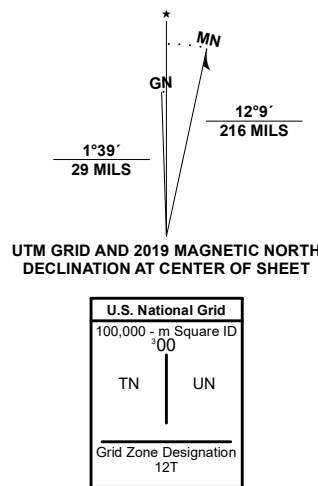 ★
MN
GN
12°9´
216 MILS
1°39´
29 MILS
UTM GRID AND 2019 MAGNETIC NORTH
DECLINATION AT CENTER OF SHEET
U.S. National Grid
100,000 - m Square ID
³00
TN UN
Grid Zone Designation
12T